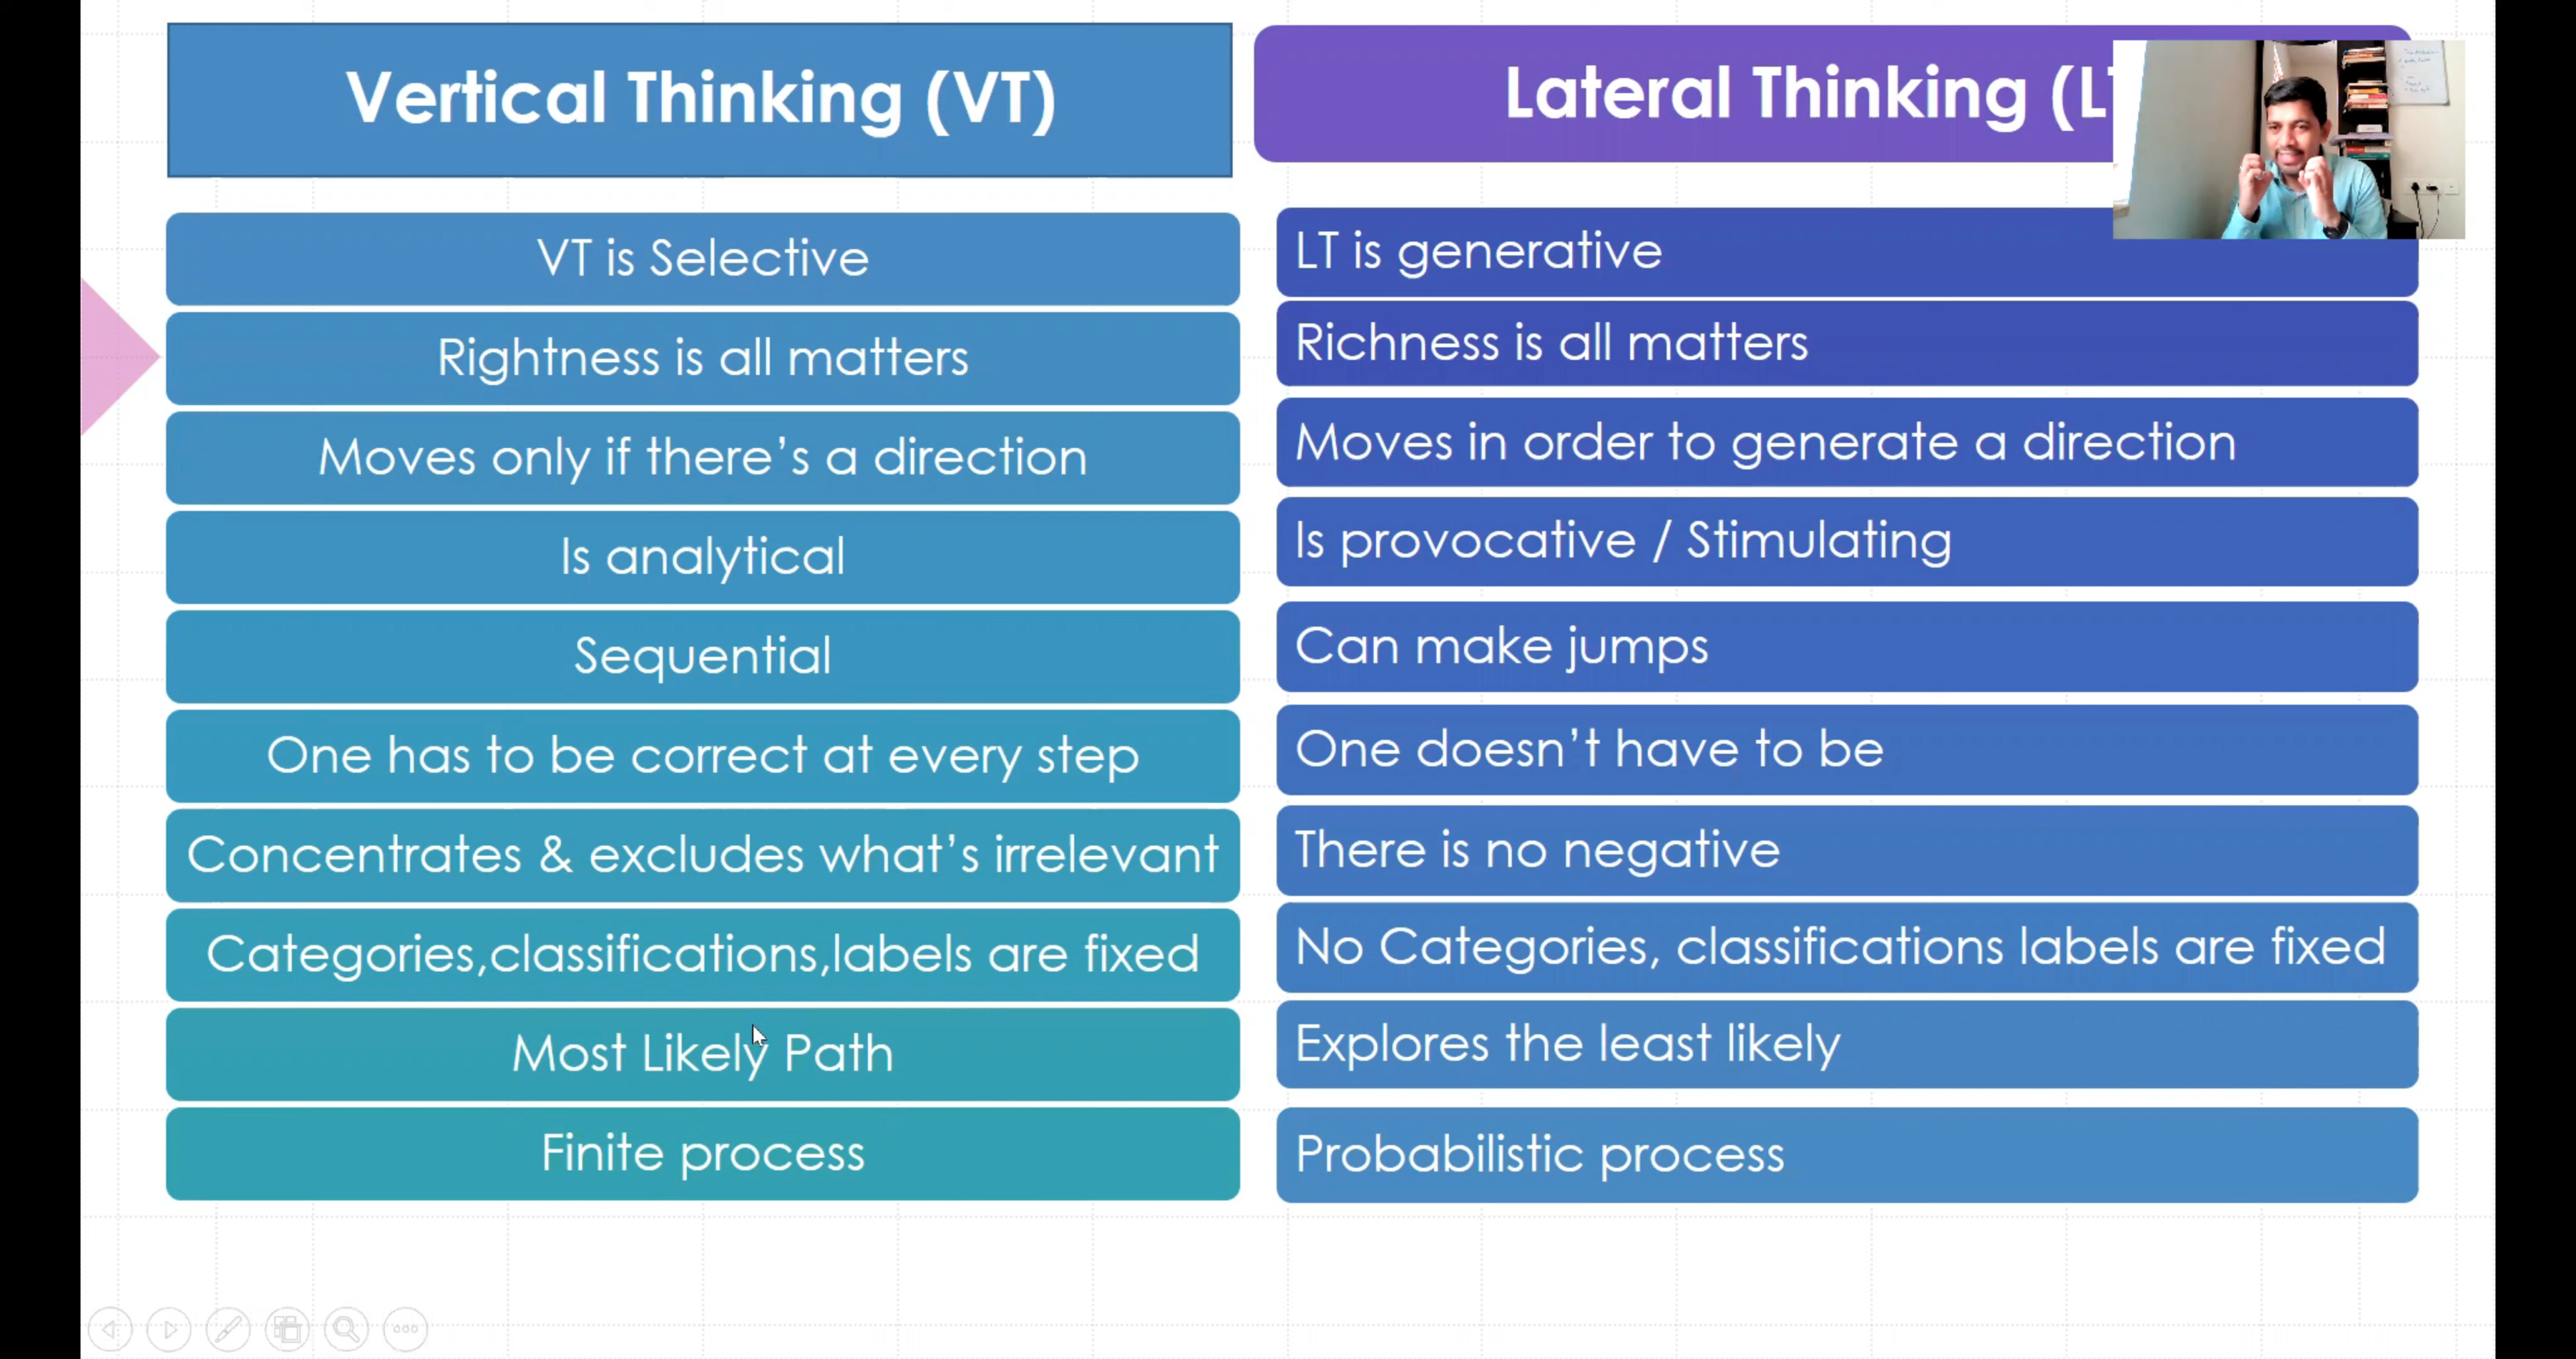 Vertical Thinking (VT)
VT is Selective
Rightness is all matters
Moves only if there's a direction
Is analytical
Sequential
One has to be correct at every step
Concentrates & excludes what's irrelevant
Categories,classifications,labels are fixed
Most Likely Path
Finite process
Lateral Thinking (L
LT is generative
Richness is all matters
Moves in order to generate a direction
Is provocative / Stimulating
Can make jumps
One doesn't have to be
There is no negative
No Categories, classifications labels are fixed
Explores the least likely
Probabilistic process